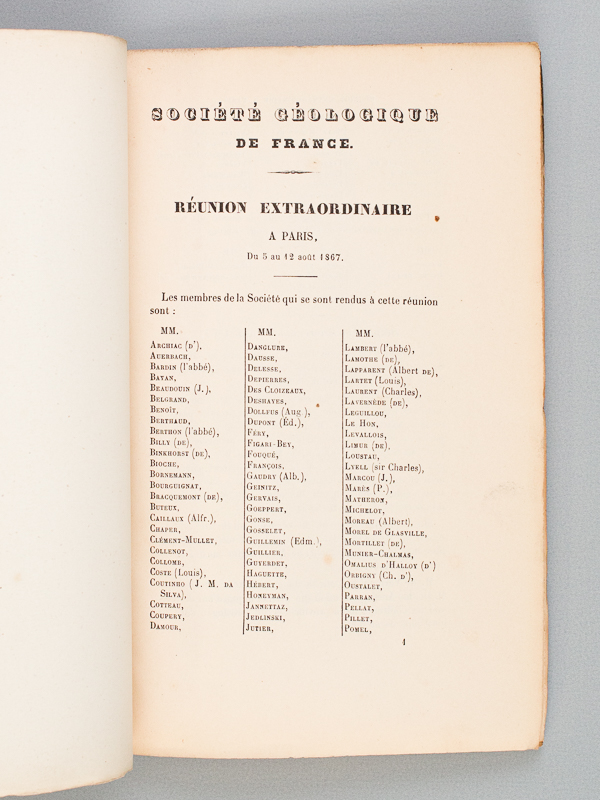 SOCIÉTÉ GÉOLOGIQUE
DE FRANCE.
RÉUNION EXTRAORDINAIRE
A PARIS,
Du 5 au 12 août 1867.
Les membres de la Société qui se sont rendus à cette réunion
sont :
MM.
ARCHIAC (D'),
AUERBACH,
BARDIN (l'abbé),
BAYAN,
BEAUDOUIN (J.),
BELGRAND,
BENOÎT,
BERTHAUD,
BERTHON (l'abbé),
BILLY (DE),
BINKHORST (DE),
BIOCHE,
BORNEMANN,
BOURGUIGNAT,
BRACQUEMONT (DE),
BUTEUX,
CAILLAUX (Alfr.),
CHAPER,
CLÉMENT-MULLET,
COLLENOT,
COLLOMB,
COSTE (Louis),
COUTINHO (J. M. DA
SILVA),
COTTEAU,
COUPERY,
DAMOUR,
MM.
DANGLURE,
DAUSSE,
DELESSE,
DEPIERRES,
DES CLOIZEAUX,
DESHAYES,
DOLLFUS (Aug.),
DUPONT (Éd.),
FÉRY,
FIGARI-BEY,
FOUQUÉ,
FRANÇOIS,
GAUDRY (Alb.),
GEINITZ,
GERVAIS,
GOEPPERT,
GONSE,
GOSSELET,
GUILLEMIN (Edm.),
GUILLIER,
GUYERDET,
HAGUETTE,
HÉBERT,
HONEYMAN,
JANNETTAZ,
JEDLINSKI,
JUTIER,
MM.
LAMBERT (l'abbé),
LAMOTHE (DE),
LAPPARENT (Albert DE),
LARTET (Louis),
LAURENT (Charles),
LAVERNÈDE (DE),
LEGUILLOU,
LE HON,
LEVALLOIS,
LIMUR (DE),
LOUSTAU,
LYELL (sir Charles),
MARCOU (J.),
MARÈS (P.),
MATHERON,
MICHELOT,
MOREAU (Albert),
MOREL DE GLASVILLE,
MORTILLET (DE),
MUNIER-CHALMAS,
OMALIUS D'HALLOY (D')
ORBIGNY (Ch. D'),
OUSTALET,
PARRAN,
PELLAT,
PILLET,
POMEL,
1